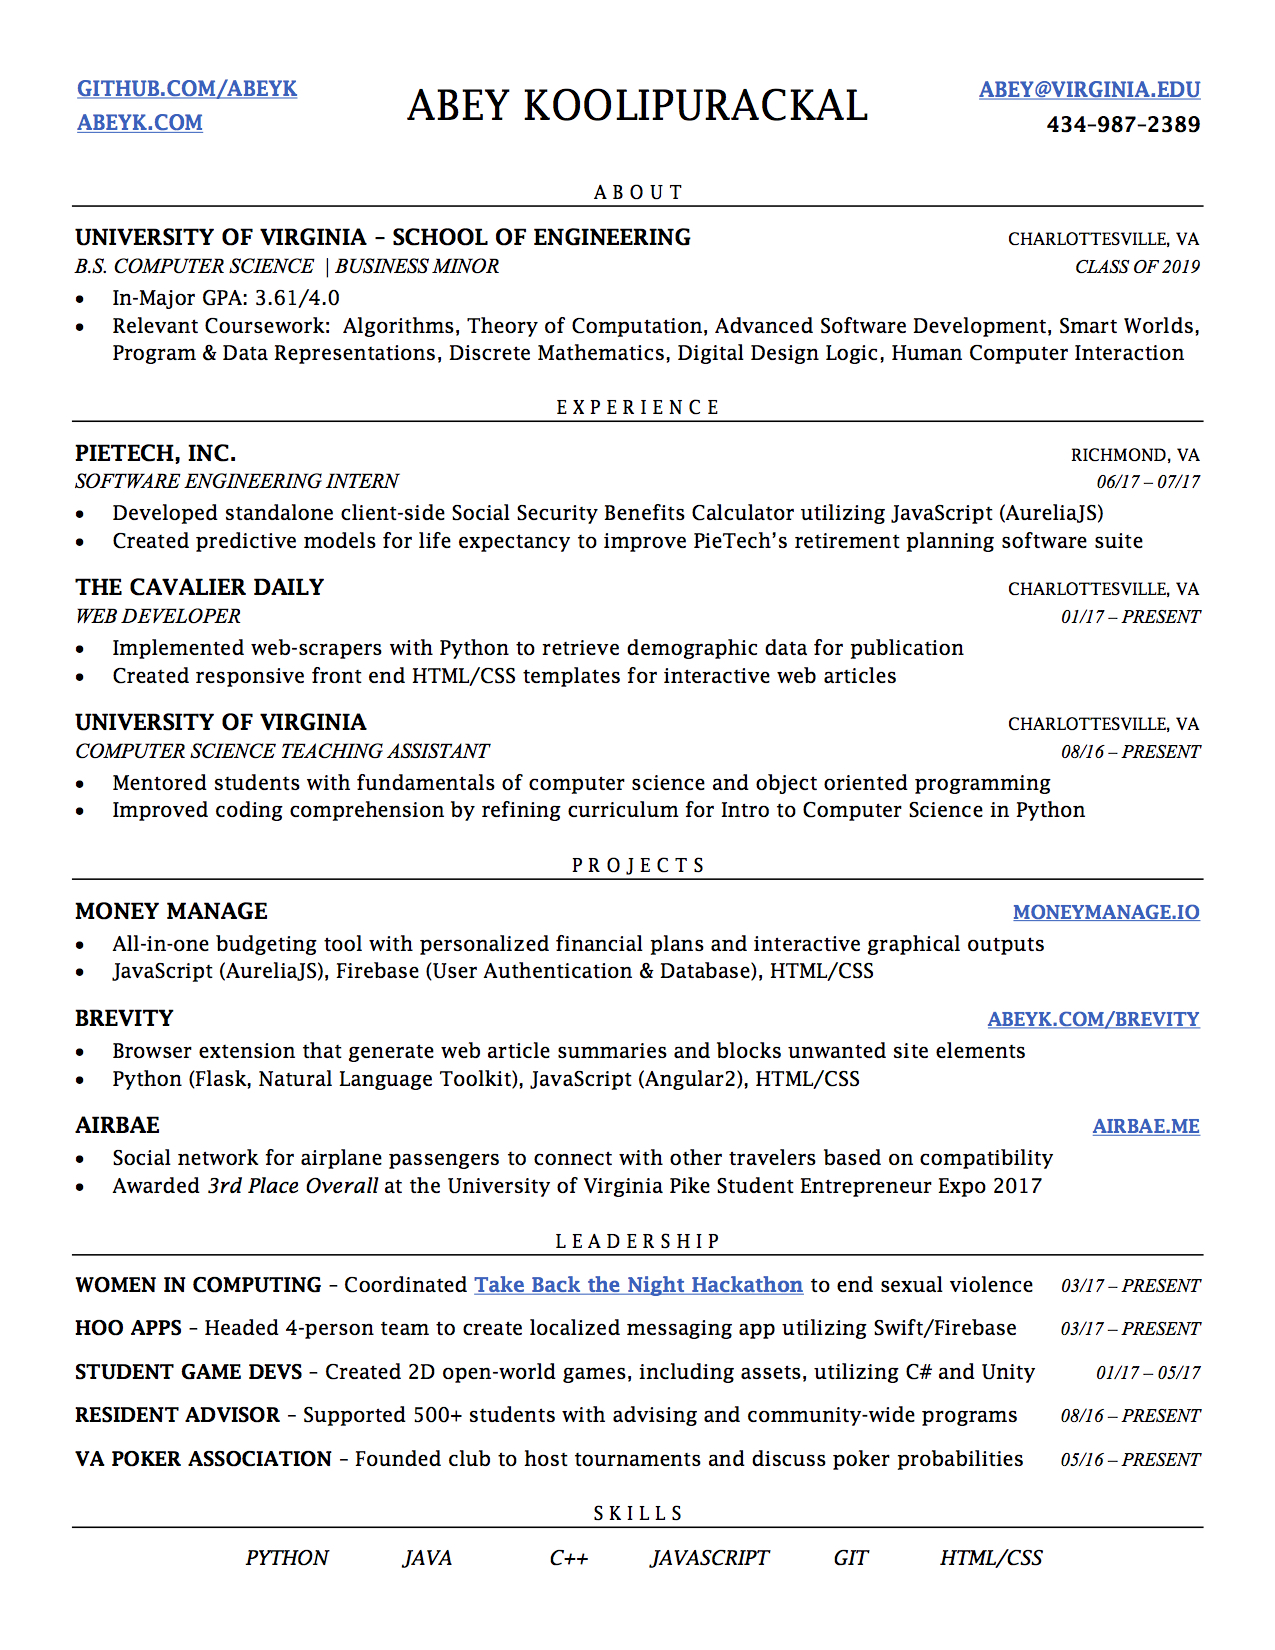 GITHUB.COM/ABEYK
ABEYK.COM
ABEY KOOLIPURACKAL
ABEY@VIRGINIA.EDU
434-987-2389
ABOUT
UNIVERSITY OF VIRGINIA – SCHOOL OF ENGINEERING CHARLOTTESVILLE, VA
B.S. COMPUTER SCIENCE | BUSINESS MINOR CLASS OF 2019
• In-Major GPA: 3.61/4.0
• Relevant Coursework: Algorithms, Theory of Computation, Advanced Software Development, Smart Worlds,
Program & Data Representations, Discrete Mathematics, Digital Design Logic, Human Computer Interaction
EXPERIENCE
PIETECH, INC. RICHMOND, VA
SOFTWARE ENGINEERING INTERN 06/17 – 07/17
• Developed standalone client-side Social Security Benefits Calculator utilizing JavaScript (AureliaJS)
• Created predictive models for life expectancy to improve PieTech’s retirement planning software suite
THE CAVALIER DAILY CHARLOTTESVILLE, VA
WEB DEVELOPER 01/17 – PRESENT
• Implemented web-scrapers with Python to retrieve demographic data for publication
• Created responsive front end HTML/CSS templates for interactive web articles
UNIVERSITY OF VIRGINIA CHARLOTTESVILLE, VA
COMPUTER SCIENCE TEACHING ASSISTANT 08/16 – PRESENT
• Mentored students with fundamentals of computer science and object oriented programming
• Improved coding comprehension by refining curriculum for Intro to Computer Science in Python
PROJECTS
MONEY MANAGE MONEYMANAGE.IO
• All-in-one budgeting tool with personalized financial plans and interactive graphical outputs
• JavaScript (AureliaJS), Firebase (User Authentication & Database), HTML/CSS
BREVITY ABEYK.COM/BREVITY
• Browser extension that generate web article summaries and blocks unwanted site elements
• Python (Flask, Natural Language Toolkit), JavaScript (Angular2), HTML/CSS
AIRBAE AIRBAE.ME
• Social network for airplane passengers to connect with other travelers based on compatibility
• Awarded 3rd Place Overall at the University of Virginia Pike Student Entrepreneur Expo 2017
LEADERSHIP
WOMEN IN COMPUTING – Coordinated Take Back the Night Hackathon to end sexual violence 03/17 – PRESENT
HOO APPS – Headed 4-person team to create localized messaging app utilizing Swift/Firebase 03/17 – PRESENT
STUDENT GAME DEVS – Created 2D open-world games, including assets, utilizing C# and Unity 01/17 – 05/17
RESIDENT ADVISOR – Supported 500+ students with advising and community-wide programs 08/16 – PRESENT
VA POKER ASSOCIATION – Founded club to host tournaments and discuss poker probabilities 05/16 – PRESENT
SKILLS
PYTHON JAVA C++ JAVASCRIPT GIT HTML/CSS